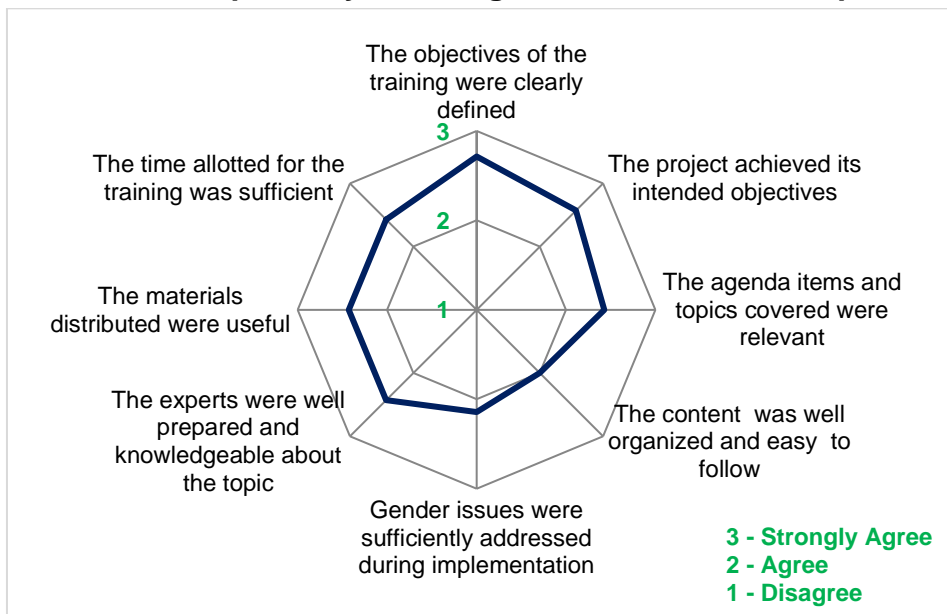 The objectives of the
training were clearly
defined
3
The time allotted for the
training was sufficient
The project achieved its
intended objectives
2
The materials
distributed were useful
1
The agenda items and
topics covered were
relevant
The experts were well
prepared and
knowledgeable about
the topic
The content was well
organized and easy to
follow
Gender issues were
sufficiently addressed
during implementation
3 - Strongly Agree
2 - Agree
1 - Disagree